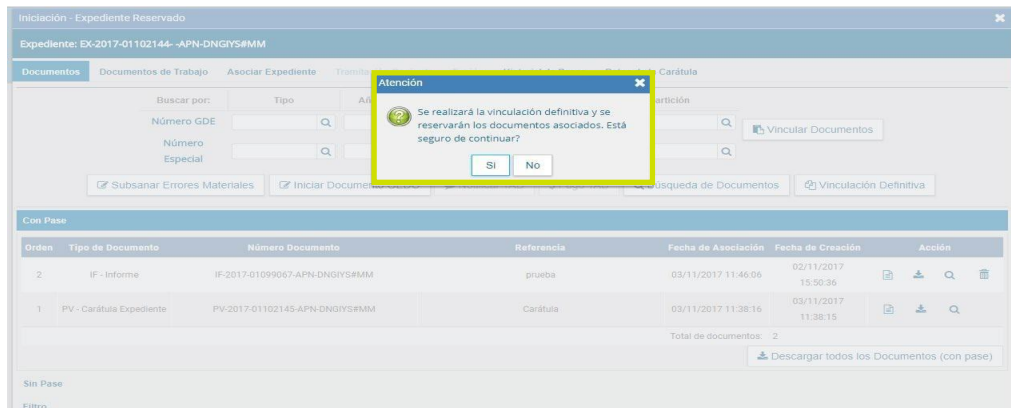 Iniciación - Expediente Reservado
Expediente: EX-2017-01102144- -APN-DNGIYS#MM
Documentos Documentos de Trabajo Asociar Expediente Carátula
Atención
Se realizará la vinculación definitiva y se
reservarán los documentos asociados. Está
seguro de continuar?
Si No
Buscar por: Tipo
Número GDE
Vincular Documentos
Número
Especial
Subsanar Errores Materiales Iniciar Búsqueda de Documentos Vinculación Definitiva
Con Pase
Orden Tipo de Documento Número Documento Referencia Fecha de Asociación Fecha de Creación Acción
2 IF - Informe IF-2017-01099067-APN-DNGIYS#MM prueba 03/11/2017 11:46:06 02/11/2017
15:50:36
1 PV - Carátula Expediente PV-2017-01102145-APN-DNGIYS#MM Carátula 03/11/2017 11:38:16 03/11/2017
11:38:15
Total de documentos: 2
Descargar todos los Documentos (con pase)
Sin Pase
Filtro